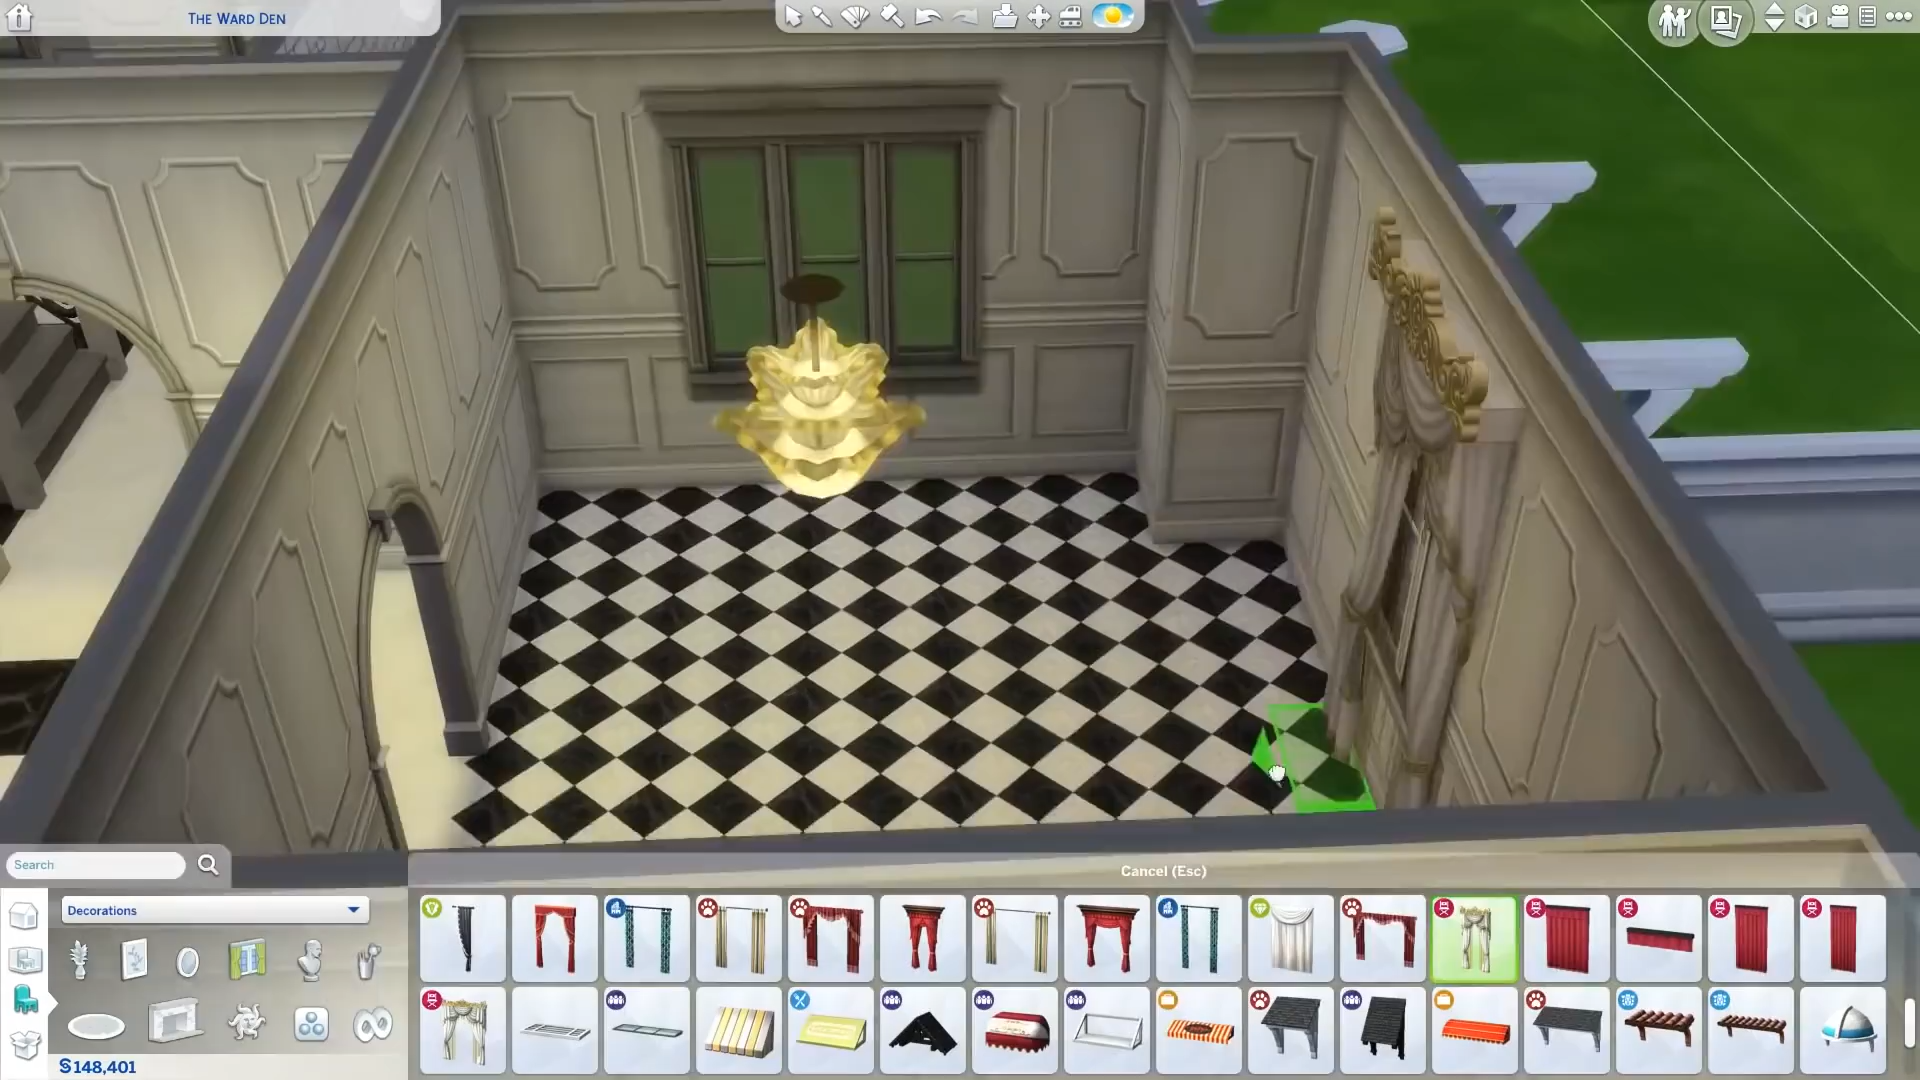 THE WARD DEN
Cancel (Esc)
Search
Decorations
§148,401